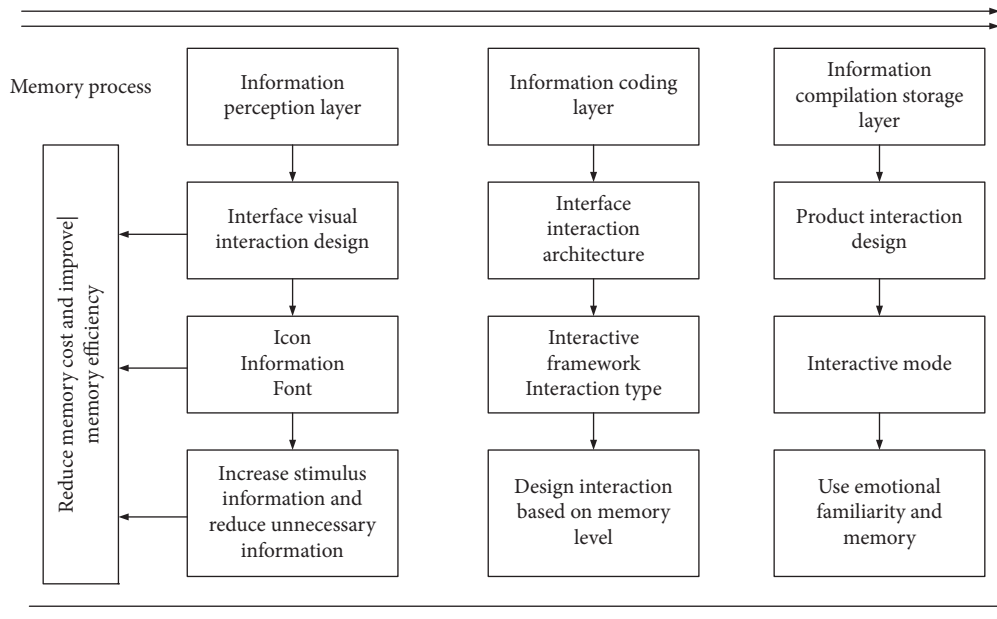 Memory process
Information
perception layer
Information coding
layer
Information
compilation storage
layer
Reduce memory cost and improve|
memory efficiency
Interface visual
interaction design
Interface
interaction
architecture
Product interaction
design
Icon
Information
Font
Interactive
framework
Interaction type
Interactive mode
Increase stimulus
information and
reduce unnecessary
information
Design interaction
based on memory
level
Use emotional
familiarity and
memory